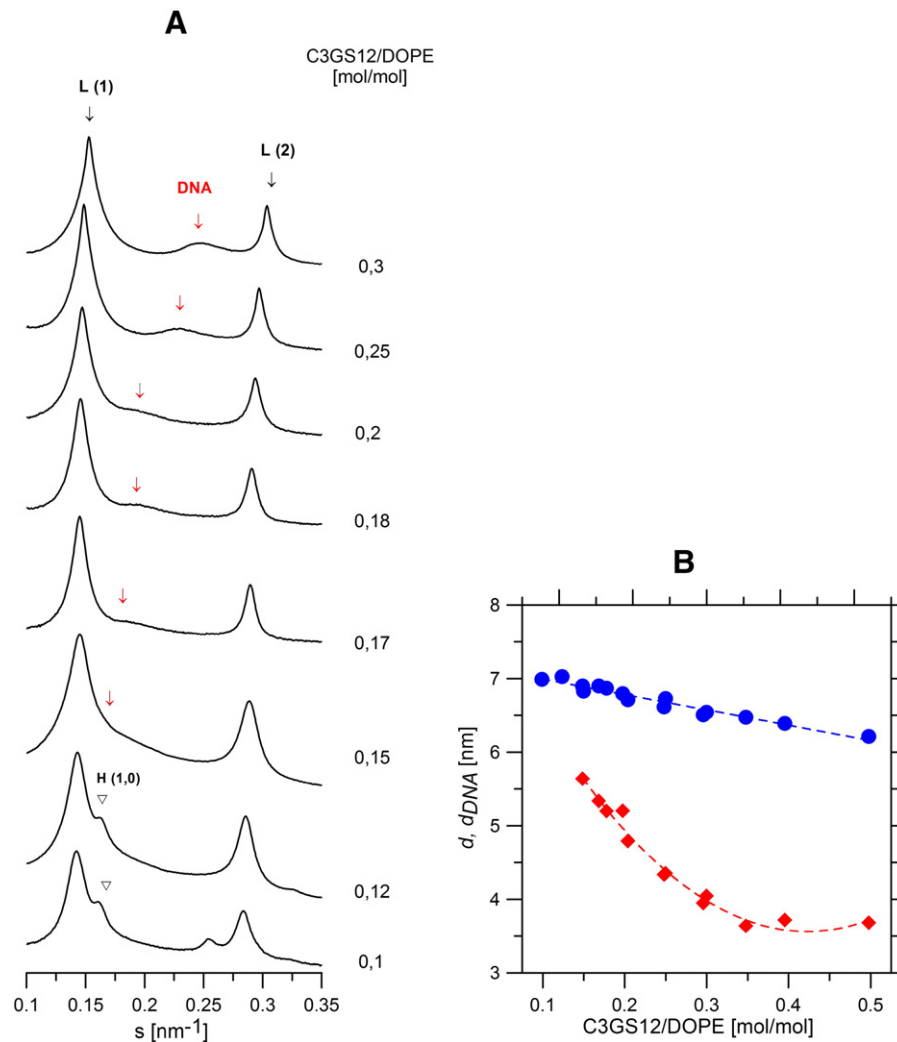 A
C3GS12/DOPE
[mol/mol]
L (1)
L (2)
DNA
0,3
0,25
0,2
0,18
0,17
0,15
H (1,0)
0,12
0,1
0.1 0.15 0.2 0.25 0.3 0.35
s [nm-1]
B
8
7
6
5
4
3
d, dDNA [nm]
0.1 0.2 0.3 0.4 0.5
C3GS12/DOPE [mol/mol]